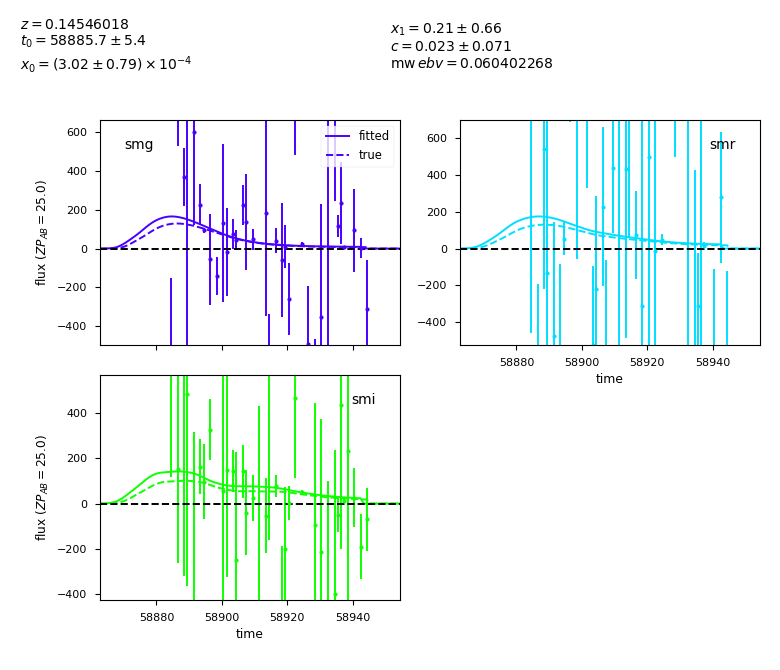 z = 0.14546018
t₀ = 58885.7 ± 5.4
x₀ = (3.02 ± 0.79) × 10⁻⁴
x₁ = 0.21 ± 0.66
c = 0.023 ± 0.071
mw ebv = 0.060402268
smg
fitted
true
600
400
200
0
−200
−400
flux (ZP_AB = 25.0)
smr
600
400
200
0
−200
−400
58880 58900 58920 58940
time
smi
400
200
0
−200
−400
flux (ZP_AB = 25.0)
58880 58900 58920 58940
time